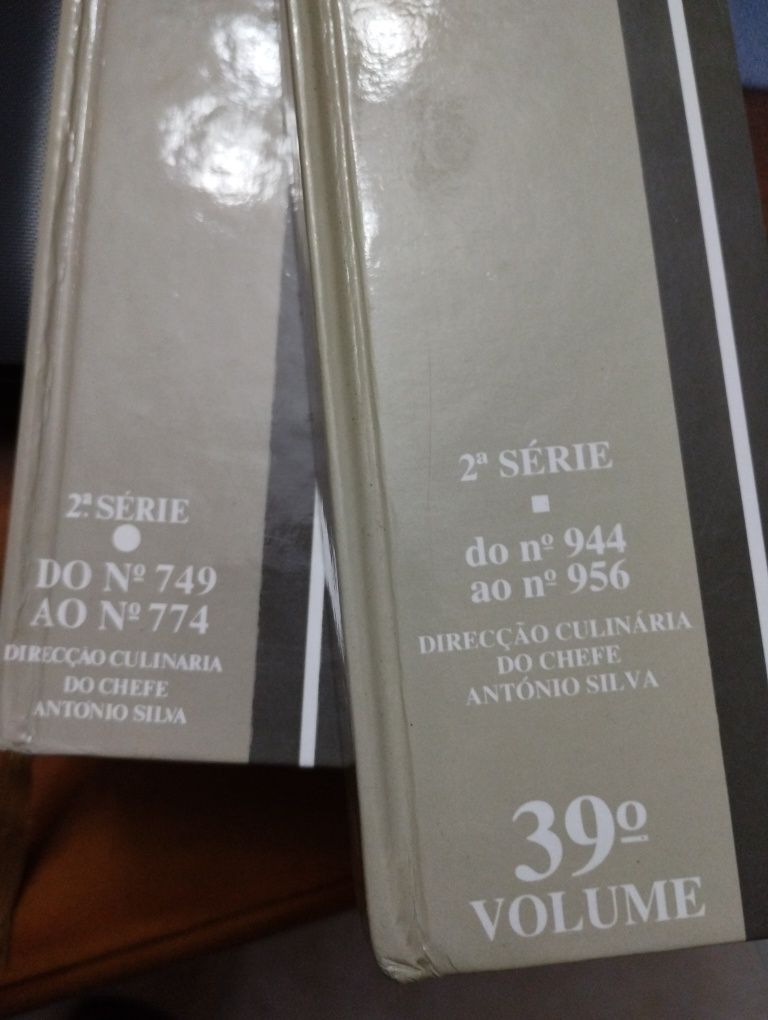 2.ª SÉRIE
DO Nº 749
AO Nº 774
DIRECÇÃO CULINARIA
DO CHEFE
ANTONIO SILVA
2ª SÉRIE
do nº 944
ao nº 956
DIRECÇÃO CULINÁRIA
DO CHEFE
ANTÓNIO SILVA
39º
VOLUME